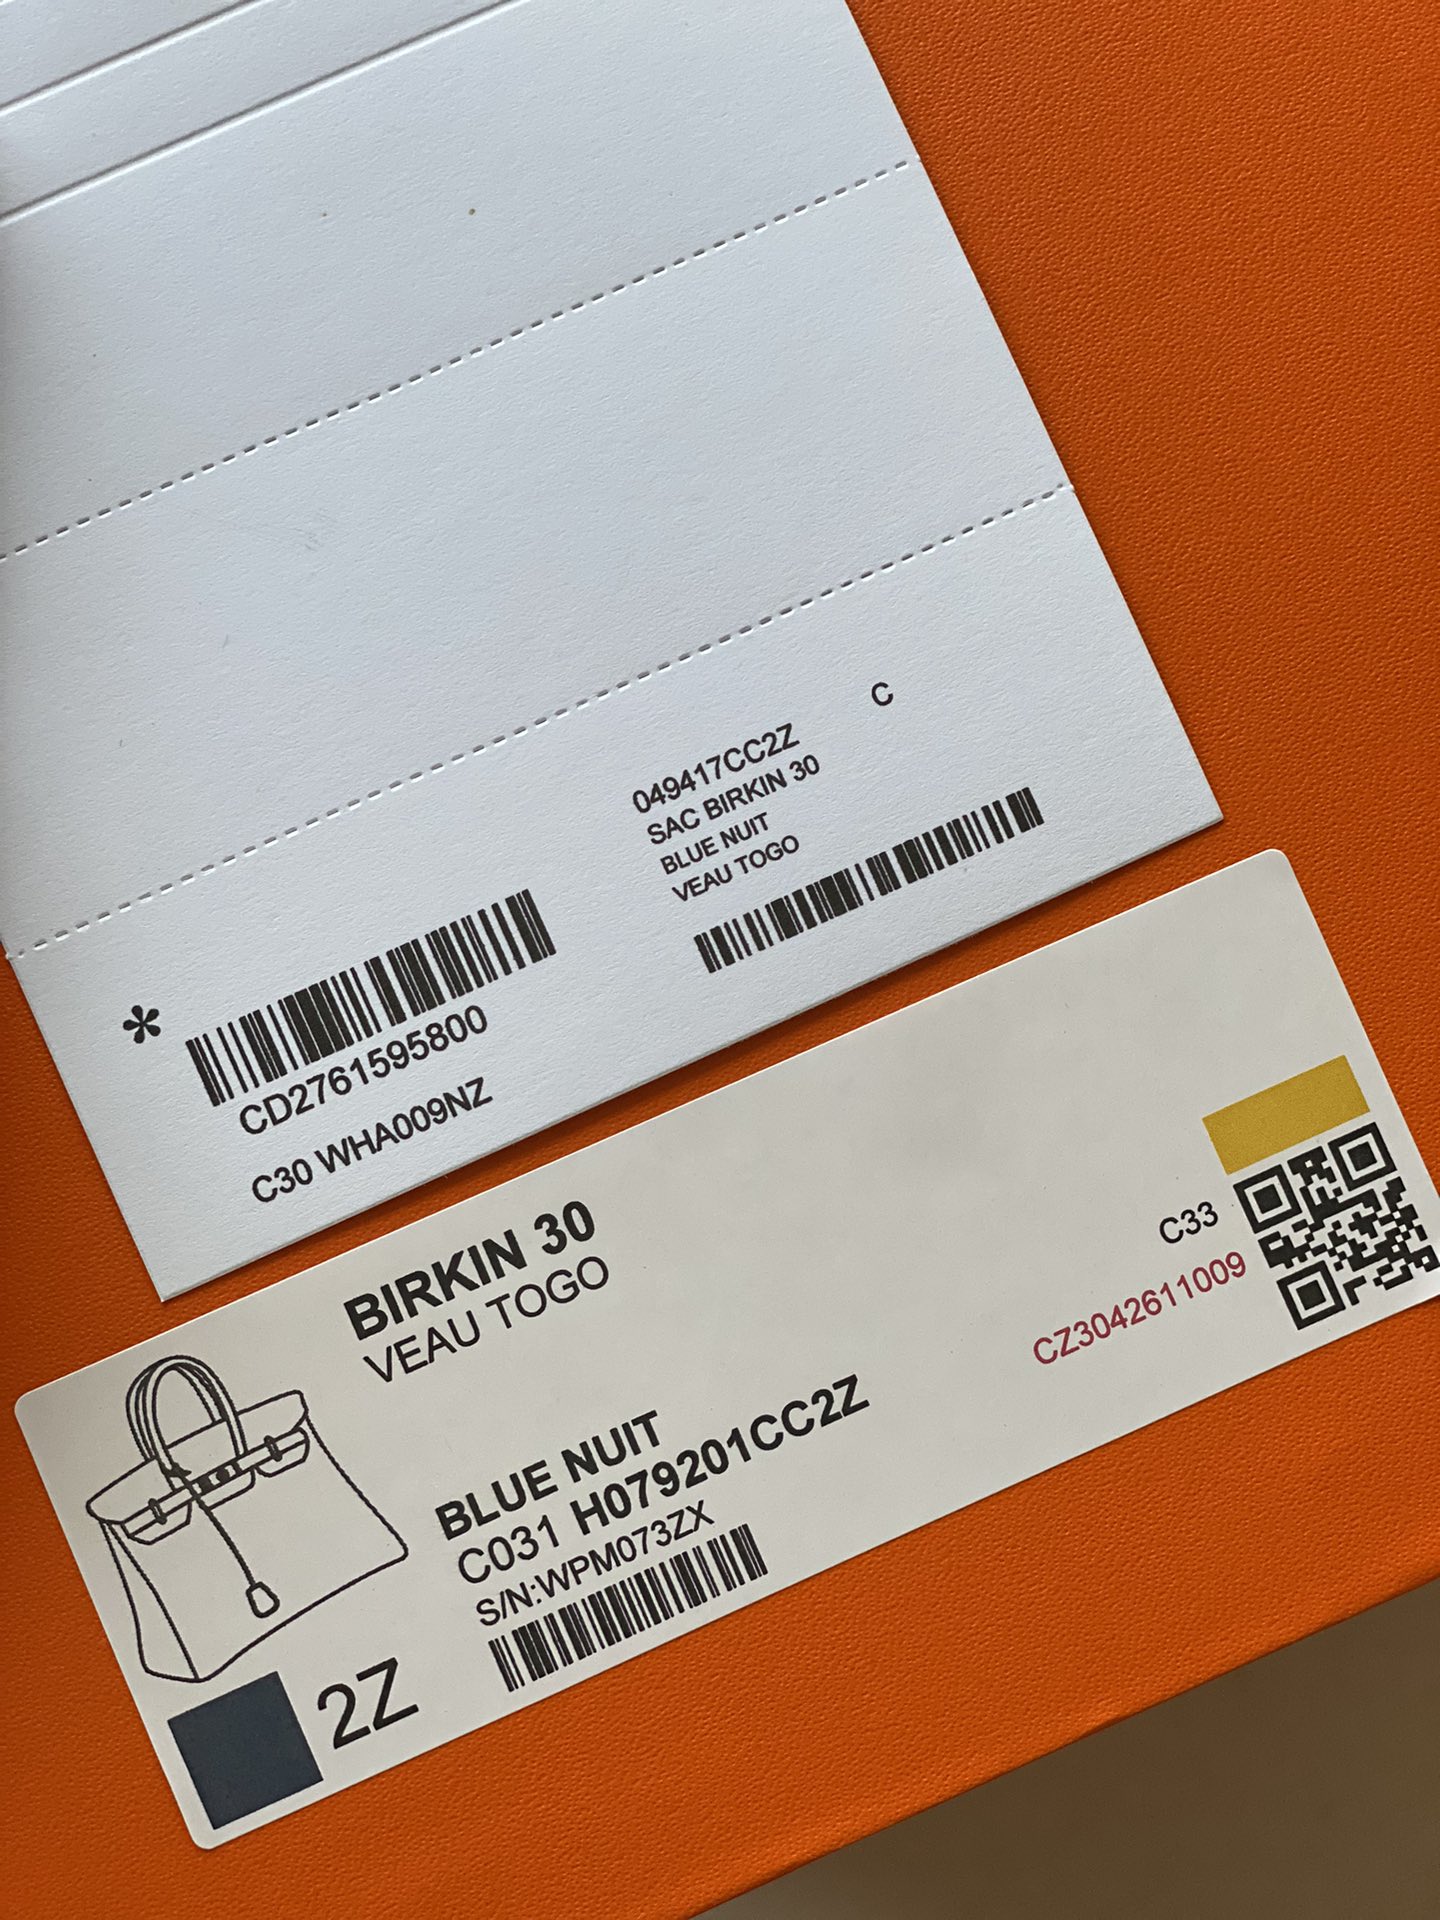 C
049417CC2Z
SAC BIRKIN 30
BLUE NUIT
VEAU TOGO
*
CD2761595800
C30 WHA009NZ
BIRKIN 30
VEAU TOGO
C33
CZ3042611009
BLUE NUIT
C031 H079201CC2Z
S/N:WPM073ZX
2Z